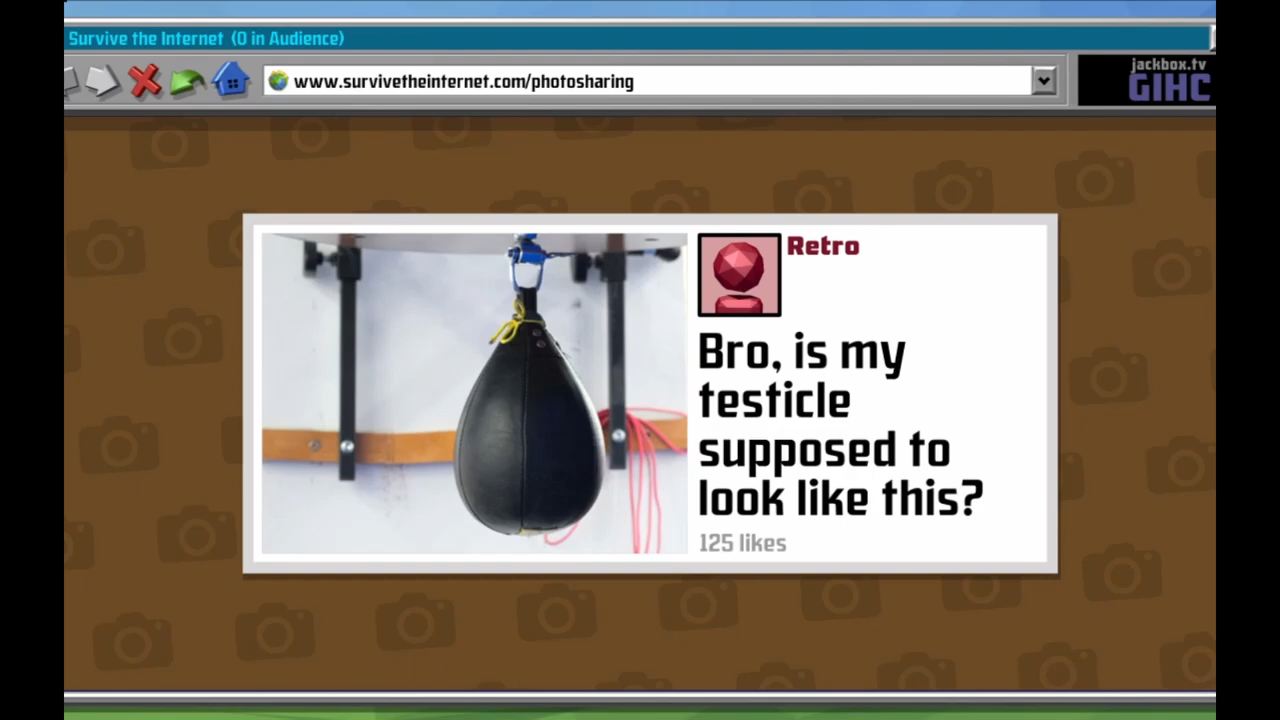 Survive the Internet (0 in Audience)
www.survivetheinternet.com/photosharing
jackbox.tv
GIHC
Retro
Bro, is my
testicle
supposed to
look like this?
125 likes